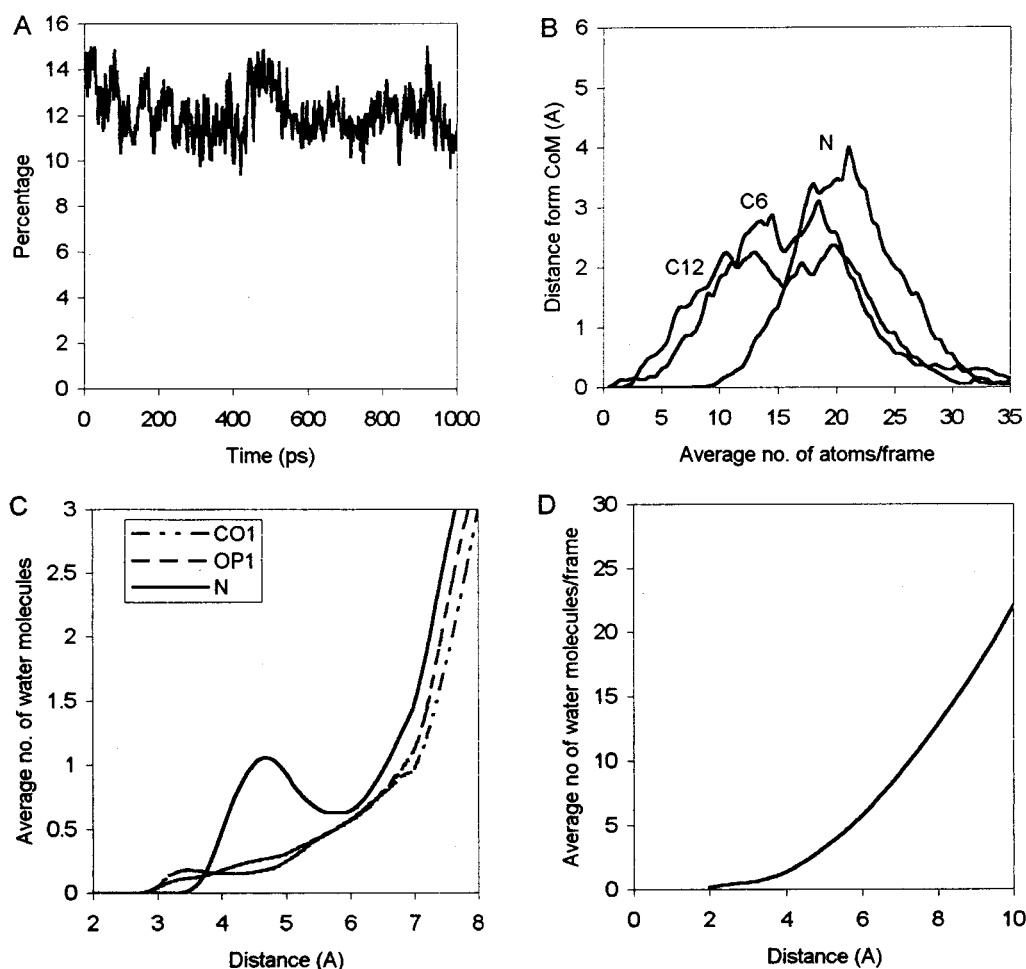 A
16
14
12
10
8
6
4
2
0
Percentage
0 200 400 600 800 1000
Time (ps)
B
6
5
4
3
2
1
0
Distance form CoM (A)
N
C6
C12
0 5 10 15 20 25 30 35
Average no. of atoms/frame
C
3
2.5
2
1.5
1
0.5
0
Average no. of water molecules
CO1
OP1
N
2 3 4 5 6 7 8
Distance (A)
D
30
25
20
15
10
5
0
Average no of water molecules/frame
0 2 4 6 8 10
Distance (A)